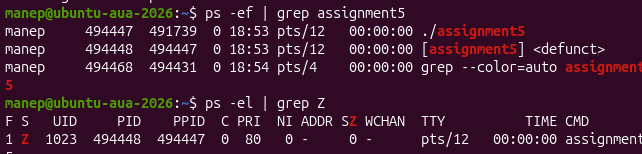 manep@ubuntu-aua-2026:~$ ps -ef | grep assignment5
manep     494447  491739  0 18:53 pts/12   00:00:00 ./assignment5
manep     494448  494447  0 18:53 pts/12   00:00:00 [assignment5] <defunct>
manep     494468  494431  0 18:54 pts/4    00:00:00 grep --color=auto assignment
5
manep@ubuntu-aua-2026:~$ ps -el | grep Z
F S   UID     PID    PPID  C PRI  NI ADDR SZ WCHAN  TTY          TIME CMD
1 Z  1023  494448  494447  0  80   0 -     0 -      pts/12   00:00:00 assignment